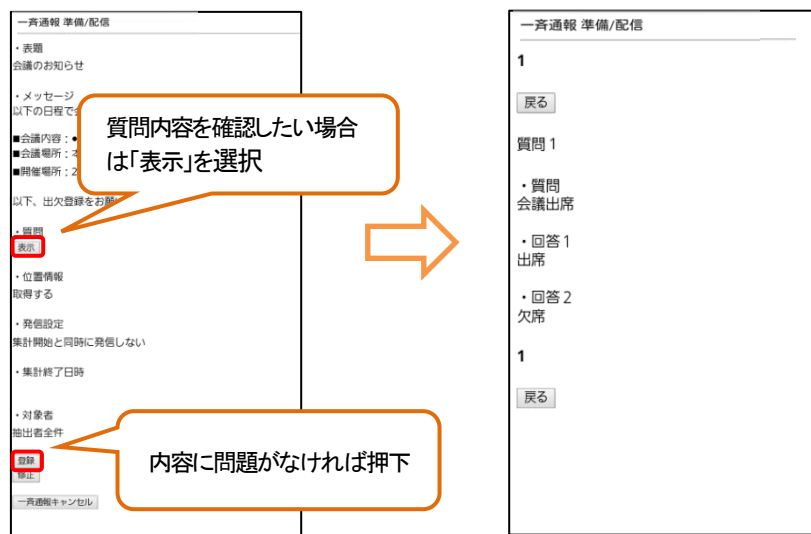 一斉通報 準備/配信
・表題
会議のお知らせ
・メッセージ
以下の日程で
■会議内容：●
■会議場所：
■開催場所：2
以下、出欠登録をお願
・質問
表示
・位置情報
取得する
・発信設定
集計開始と同時に発信しない
・集計終了日時
・対象者
抽出者全件
登録
修正
一斉通報キャンセル
質問内容を確認したい場合
は「表示」を選択
内容に問題がなければ押下
一斉通報 準備/配信
1
戻る
質問 1
・質問
会議出席
・回答 1
出席
・回答 2
欠席
1
戻る